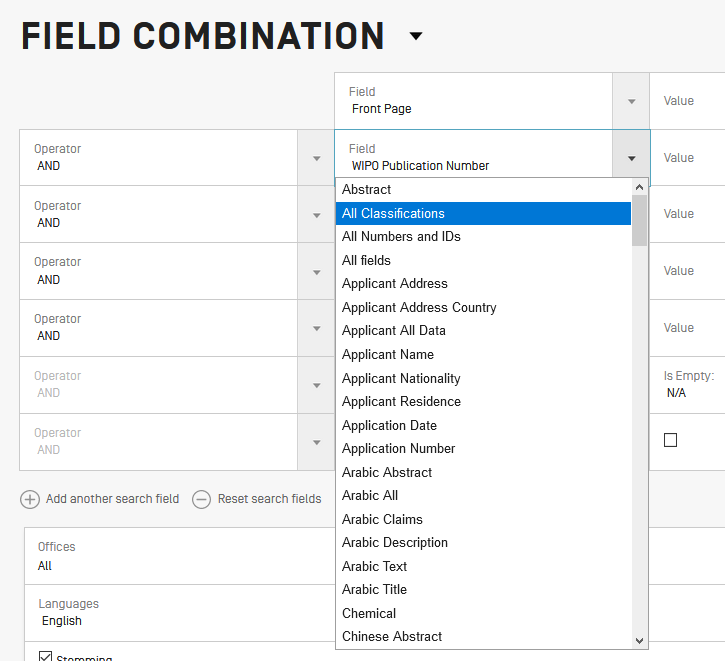 FIELD COMBINATION
Field
Front Page
Value
Operator
AND
Field
WIPO Publication Number
Value
Operator
AND
Value
Operator
AND
Value
Operator
AND
Value
Operator
AND
Is Empty:
N/A
Operator
AND
Abstract
All Classifications
All Numbers and IDs
All fields
Applicant Address
Applicant Address Country
Applicant All Data
Applicant Name
Applicant Nationality
Applicant Residence
Application Date
Application Number
Arabic Abstract
Arabic All
Arabic Claims
Arabic Description
Arabic Text
Arabic Title
Chemical
Chinese Abstract
Add another search field Reset search fields
Offices
All
Languages
English
Stemming